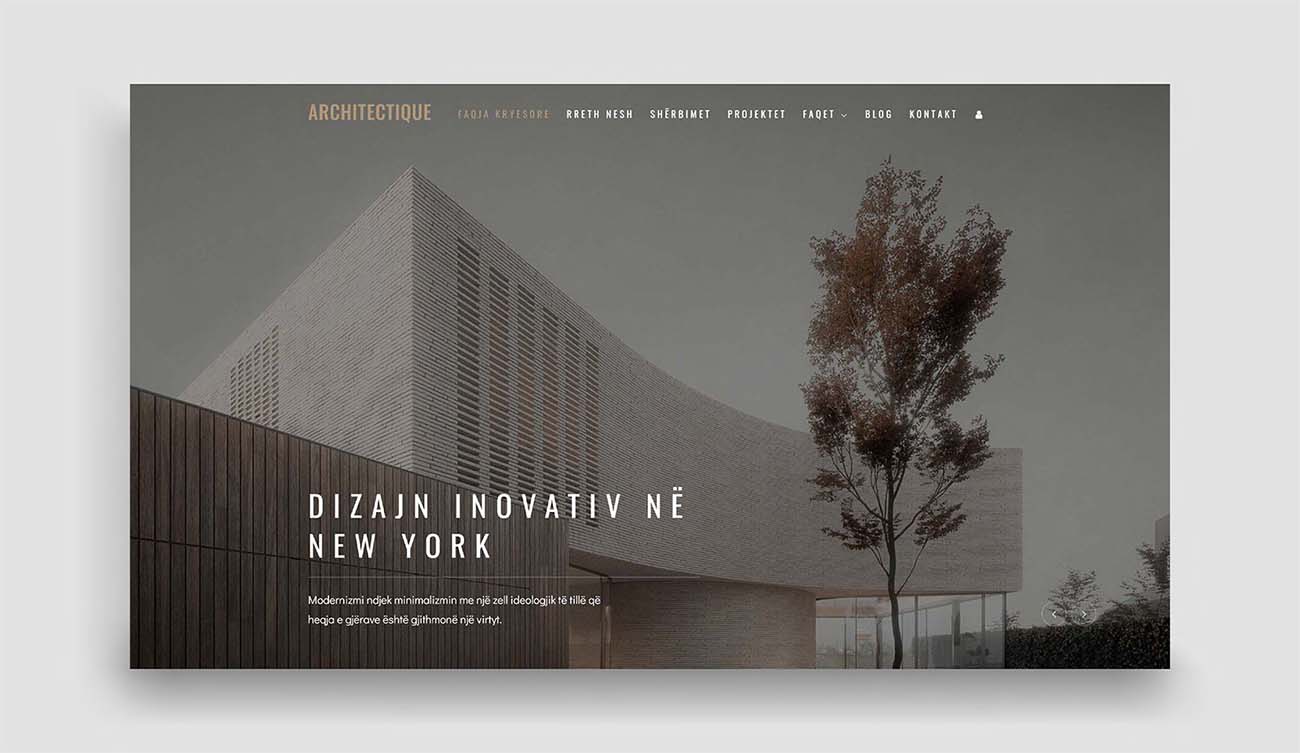 ARCHITECTIQUE
FAQJA KRYESORE RRETH NESH SHËRBIMET PROJEKTET FAQET BLOG KONTAKT
DIZAJN INOVATIV NË
NEW YORK
Modernizmi ndjek minimalizmin me një zell ideologjik të tillë që
heqja e gjërave është gjithmonë një virtyt.